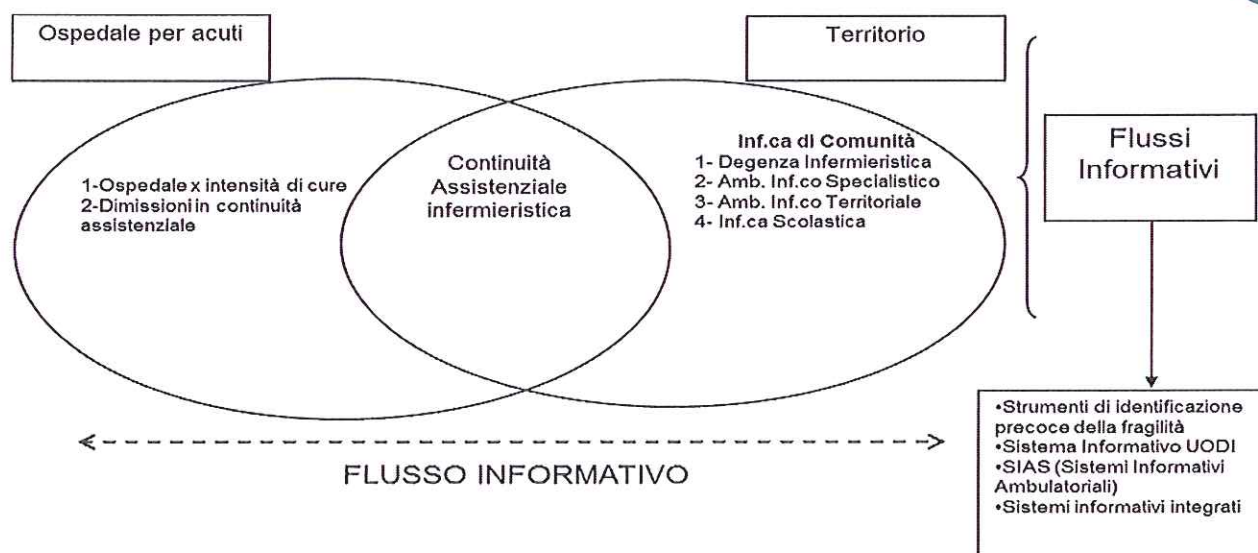 Ospedale per acuti
Territorio
1-Ospedale x intensità di cure
2-Dimissioni in continuità
assistenziale
Continuità
Assistenziale
infermieristica
Inf.ca di Comunità
1- Degenza Infermieristica
2- Amb. Inf.co Specialistico
3- Amb. Inf.co Territoriale
4- Inf.ca Scolastica
Flussi
Informativi
FLUSSO INFORMATIVO
•Strumenti di identificazione
precoce della fragilità
•Sistema Informativo UODI
•SIAS (Sistemi Informativi
Ambulatoriali)
•Sistemi informativi integrati